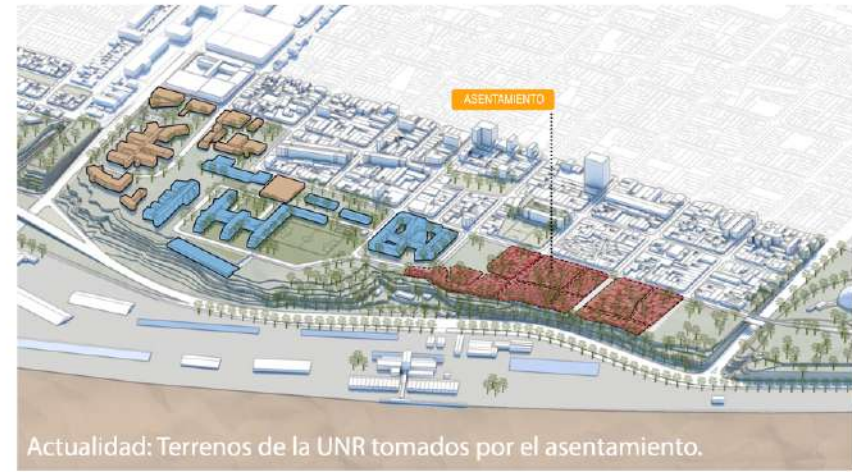 ASENTAMIENTO
Actualidad: Terrenos de la UNR tomados por el asentamiento.